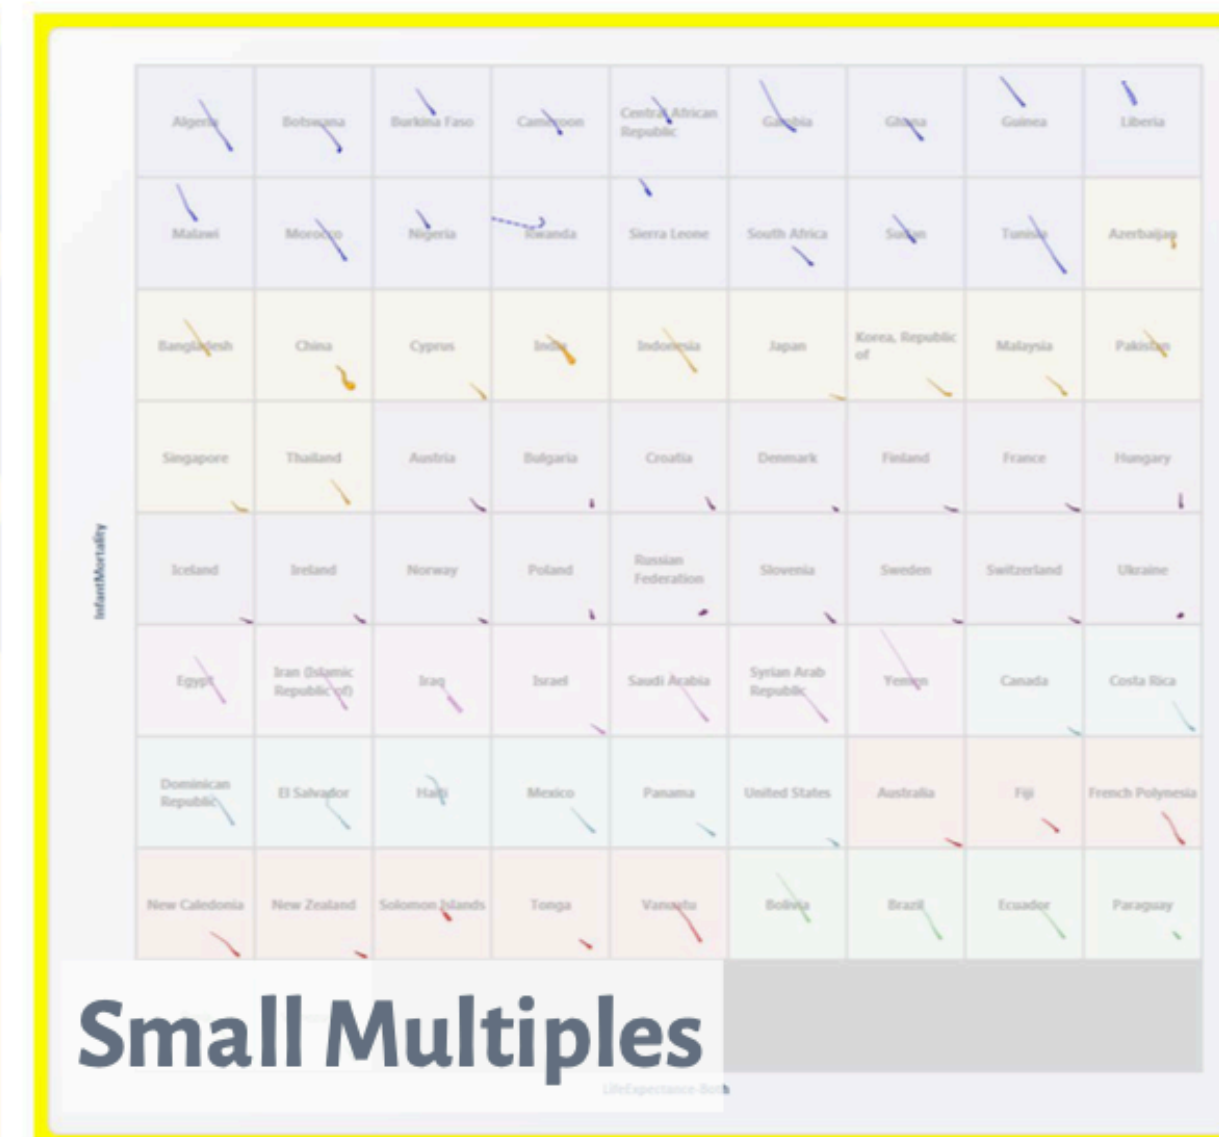 Algeria
Botswana
Burkina Faso
Cameroon
Central African
Republic
Gambia
Ghana
Guinea
Liberia
Malawi
Morocco
Nigeria
Rwanda
Sierra Leone
South Africa
Sudan
Tunisia
Azerbaijan
Bangladesh
China
Cyprus
India
Indonesia
Japan
Korea, Republic
of
Malaysia
Pakistan
Singapore
Thailand
Austria
Bulgaria
Croatia
Denmark
Finland
France
Hungary
InfantMortality
Iceland
Ireland
Norway
Poland
Russian
Federation
Slovenia
Sweden
Switzerland
Ukraine
Egypt
Iran (Islamic
Republic of)
Iraq
Israel
Saudi Arabia
Syrian Arab
Republic
Yemen
Canada
Costa Rica
Dominican
Republic
El Salvador
Haiti
Mexico
Panama
United States
Australia
Fiji
French Polynesia
New Caledonia
New Zealand
Solomon Islands
Tonga
Vanuatu
Bolivia
Brazil
Ecuador
Paraguay
Small Multiples
LifeExpectance-Both